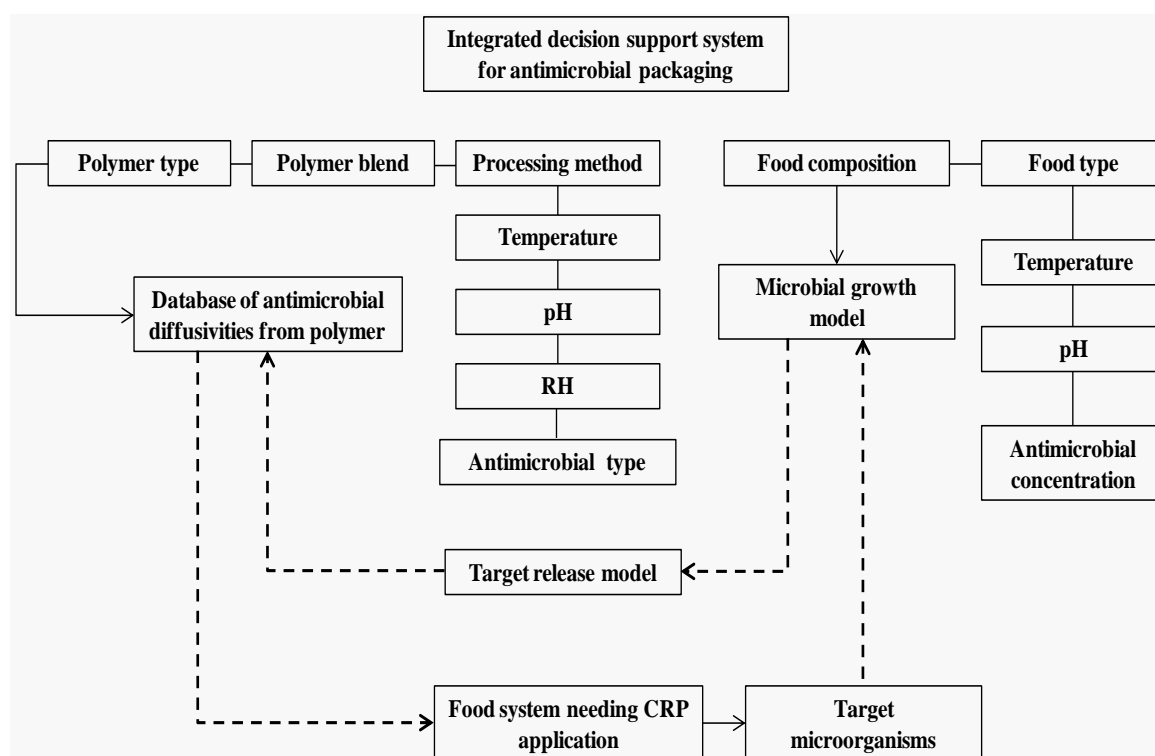 Integrated decision support system
for antimicrobial packaging
Polymer type
Polymer blend
Processing method
Food composition
Food type
Temperature
Temperature
Database of antimicrobial
diffusivities from polymer
pH
Microbial growth
model
pH
RH
Antimicrobial type
Antimicrobial
concentration
Target release model
Food system needing CRP
application
Target
microorganisms